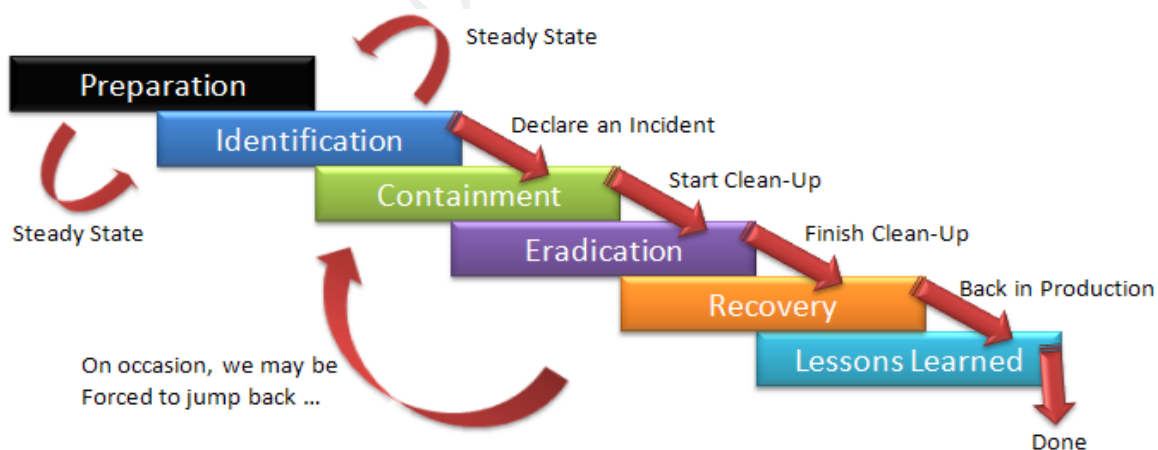 Steady State
Preparation
Identification
Declare an Incident
Containment
Start Clean-Up
Steady State
Eradication
Finish Clean-Up
Recovery
Back in Production
Lessons Learned
On occasion, we may be
Forced to jump back ...
Done